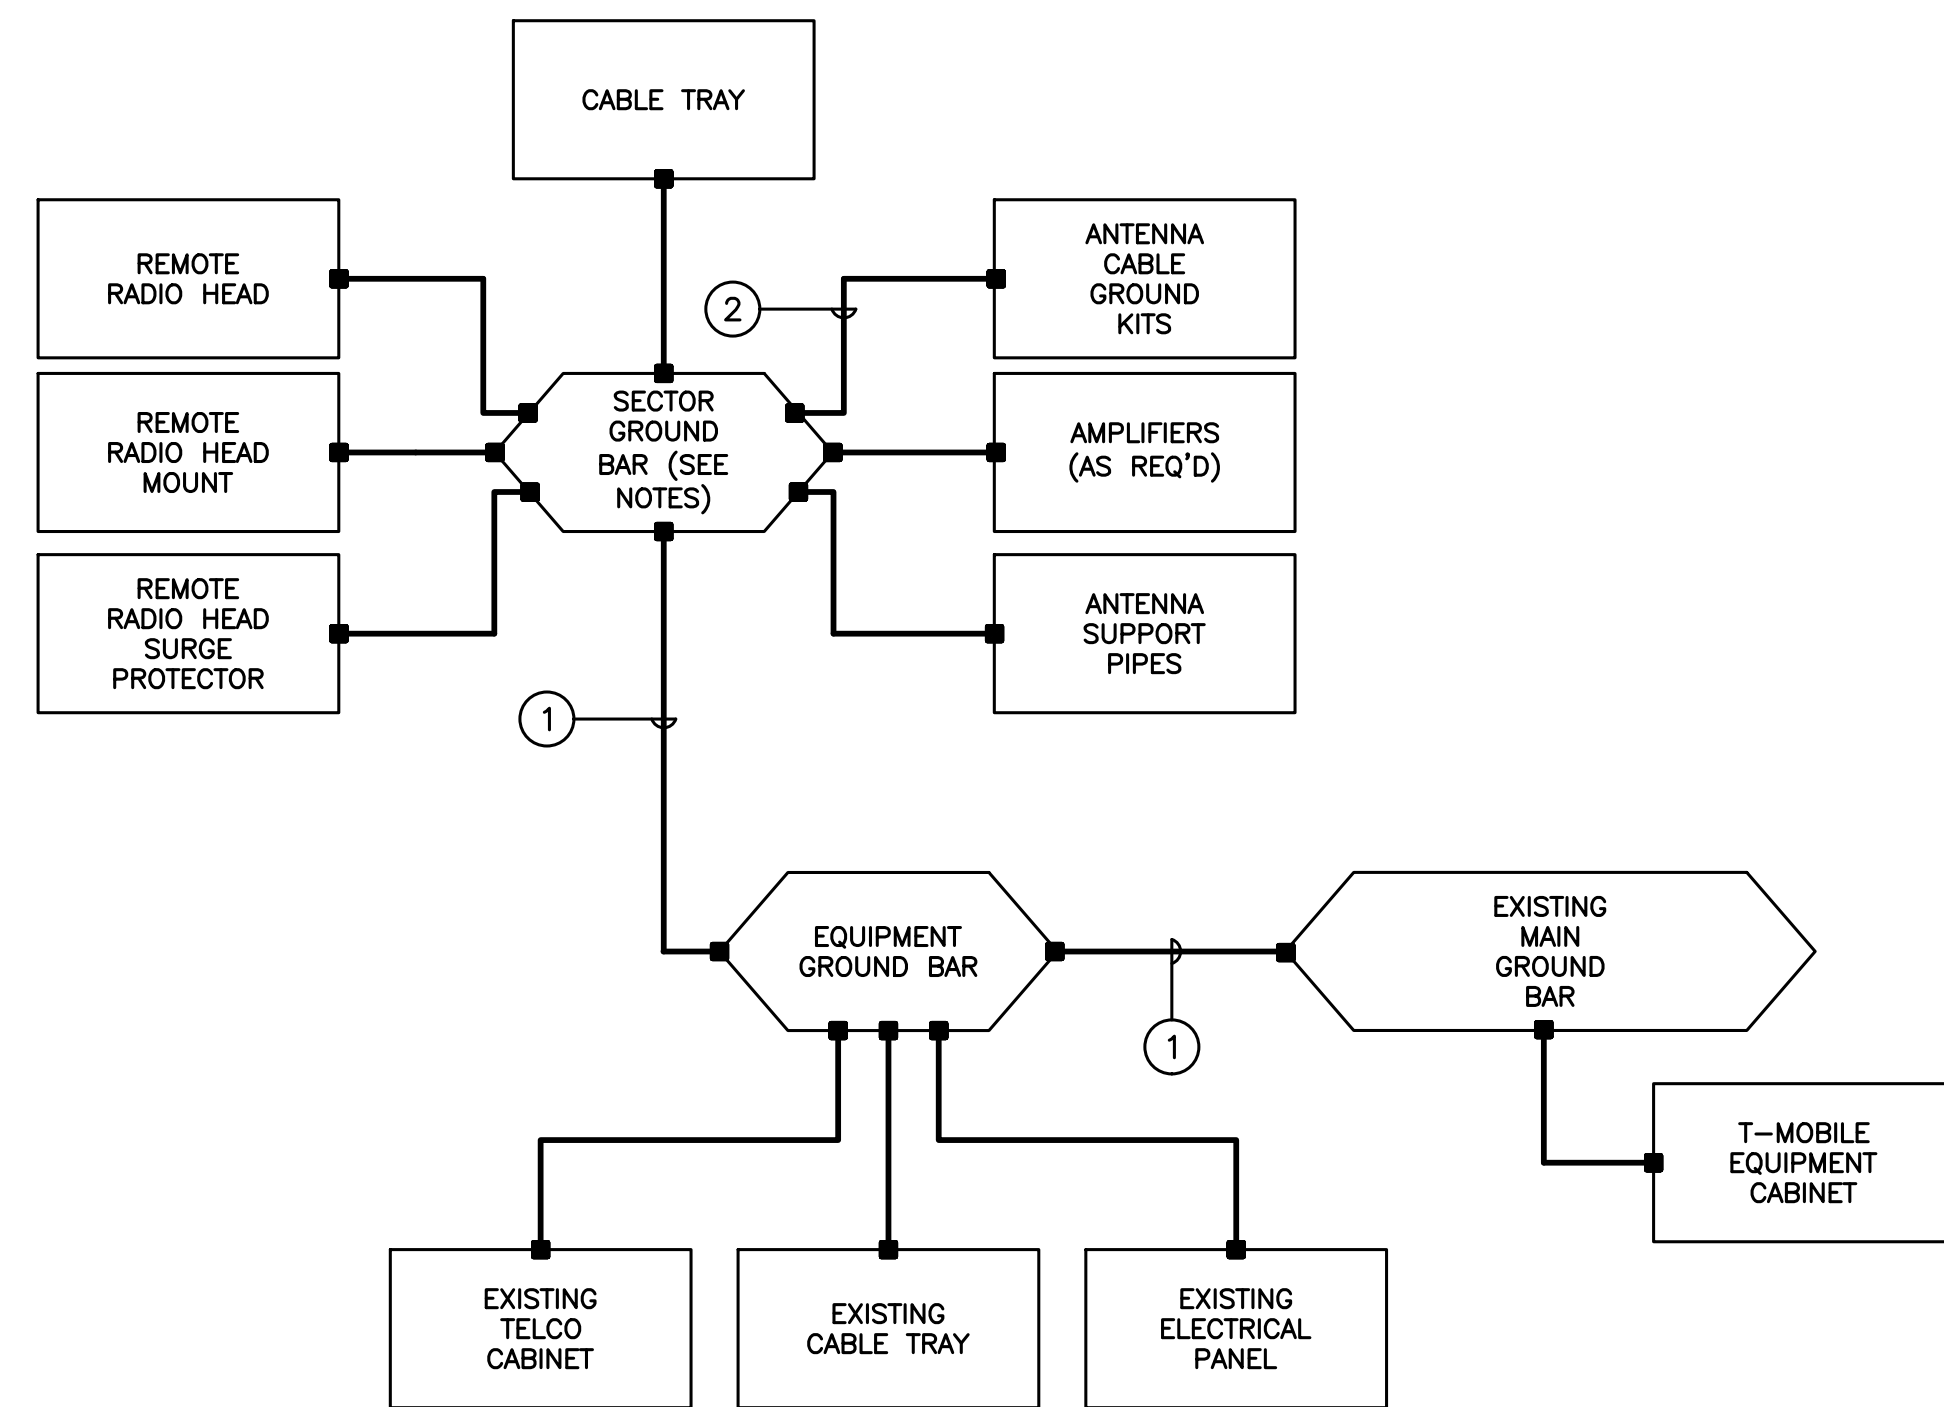 CABLE TRAY
REMOTE
RADIO HEAD
ANTENNA
CABLE
GROUND
KITS
2
REMOTE
RADIO HEAD
MOUNT
SECTOR
GROUND
BAR (SEE
NOTES)
AMPLIFIERS
(AS REQ'D)
REMOTE
RADIO HEAD
SURGE
PROTECTOR
ANTENNA
SUPPORT
PIPES
1
EQUIPMENT
GROUND BAR
EXISTING
MAIN
GROUND
BAR
1
T-MOBILE
EQUIPMENT
CABINET
EXISTING
TELCO
CABINET
EXISTING
CABLE TRAY
EXISTING
ELECTRICAL
PANEL